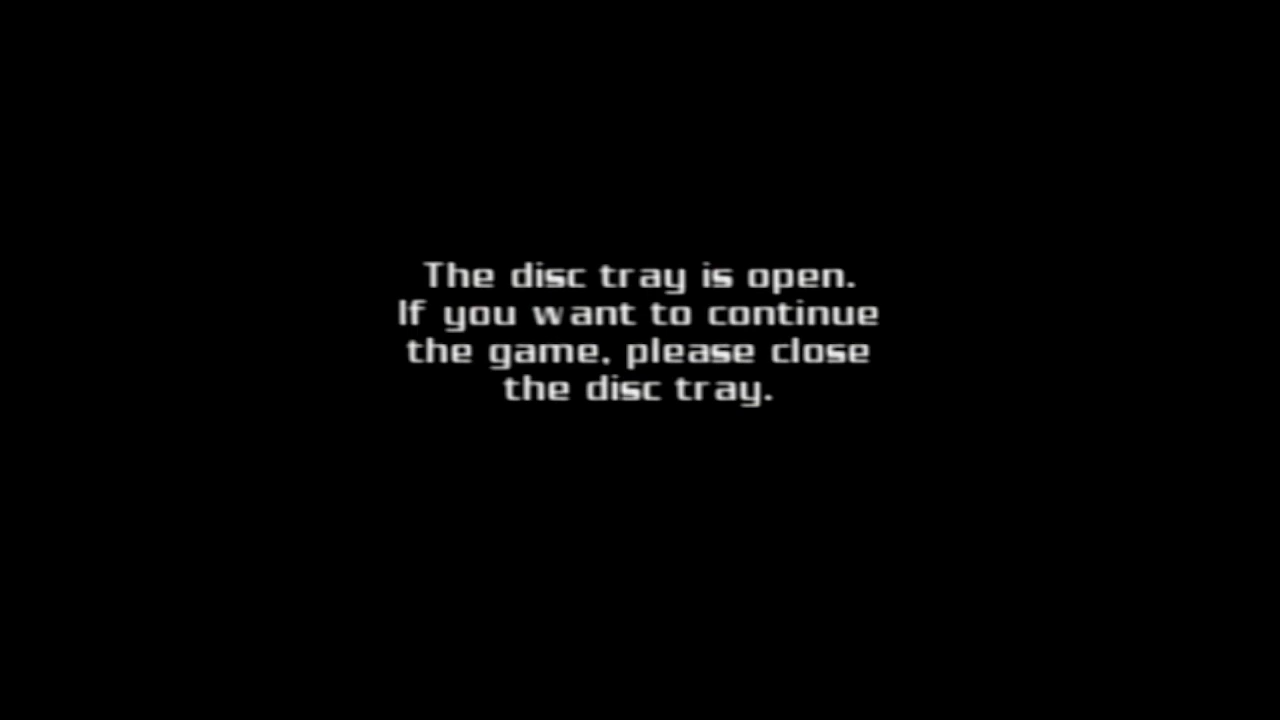 The disc tray is open.
If you want to continue
the game, please close
the disc tray.